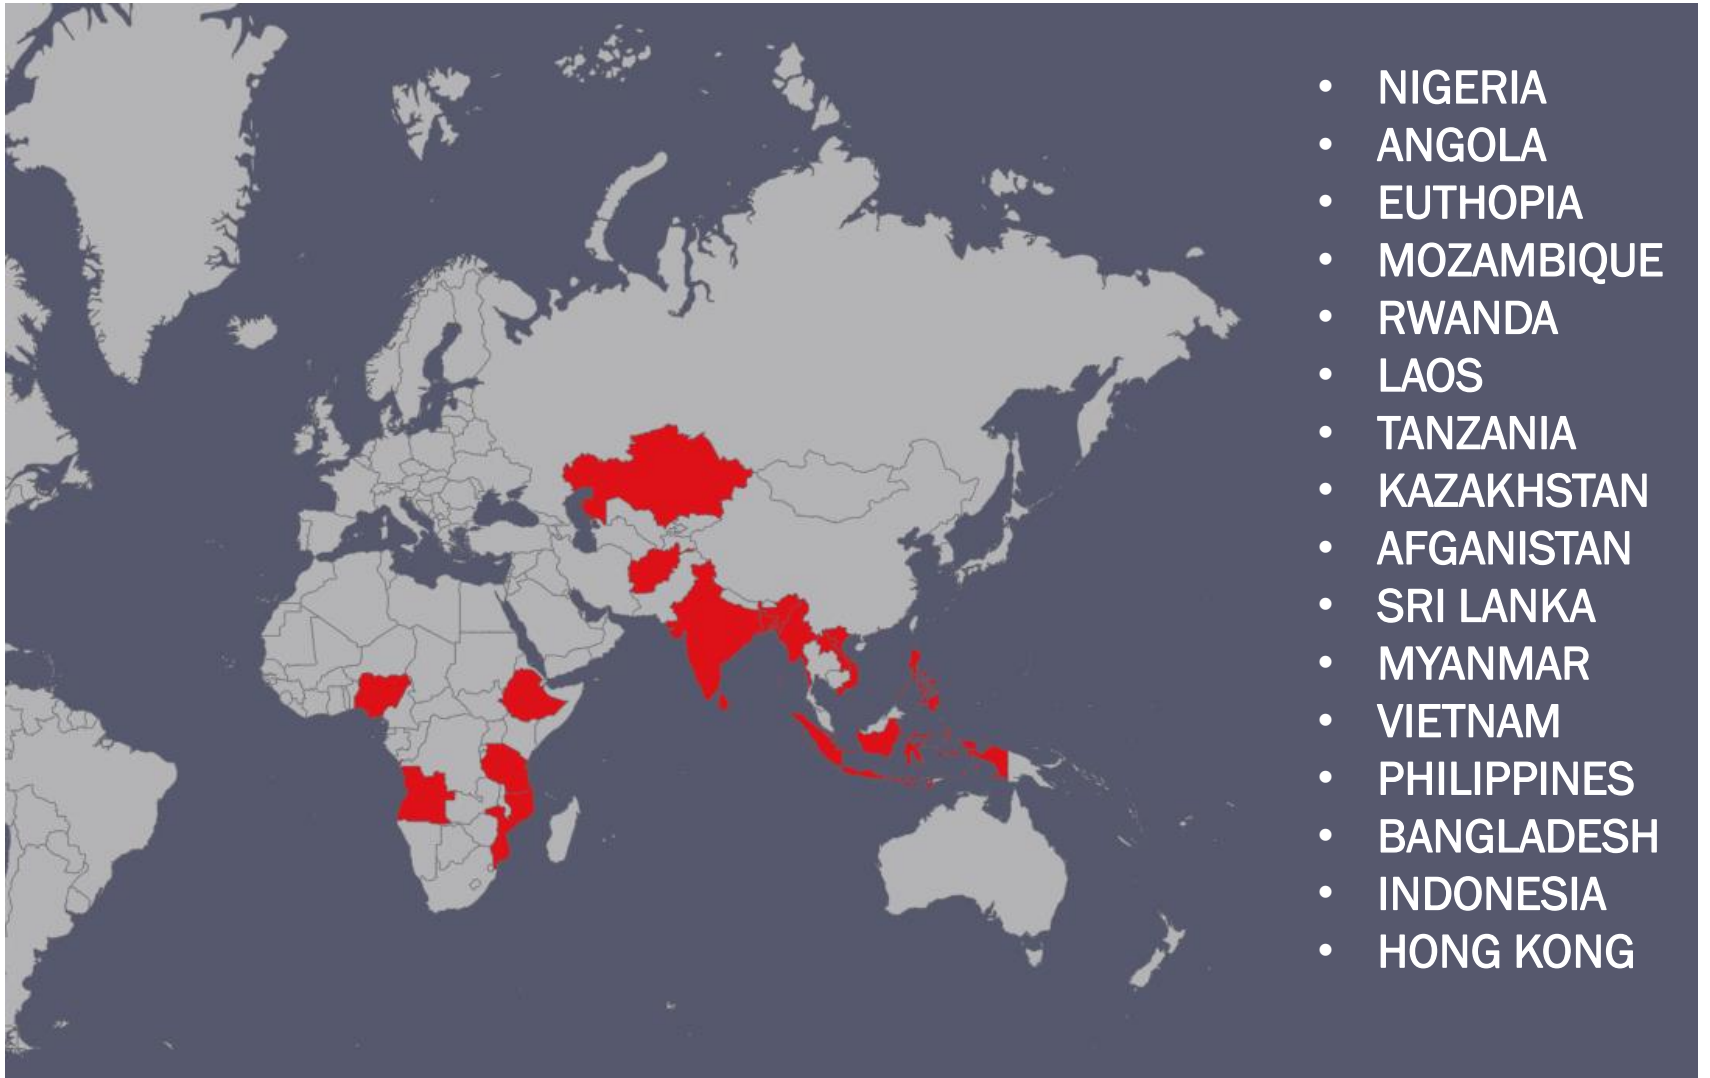 • NIGERIA
• ANGOLA
• EUTHOPIA
• MOZAMBIQUE
• RWANDA
• LAOS
• TANZANIA
• KAZAKHSTAN
• AFGANISTAN
• SRI LANKA
• MYANMAR
• VIETNAM
• PHILIPPINES
• BANGLADESH
• INDONESIA
• HONG KONG